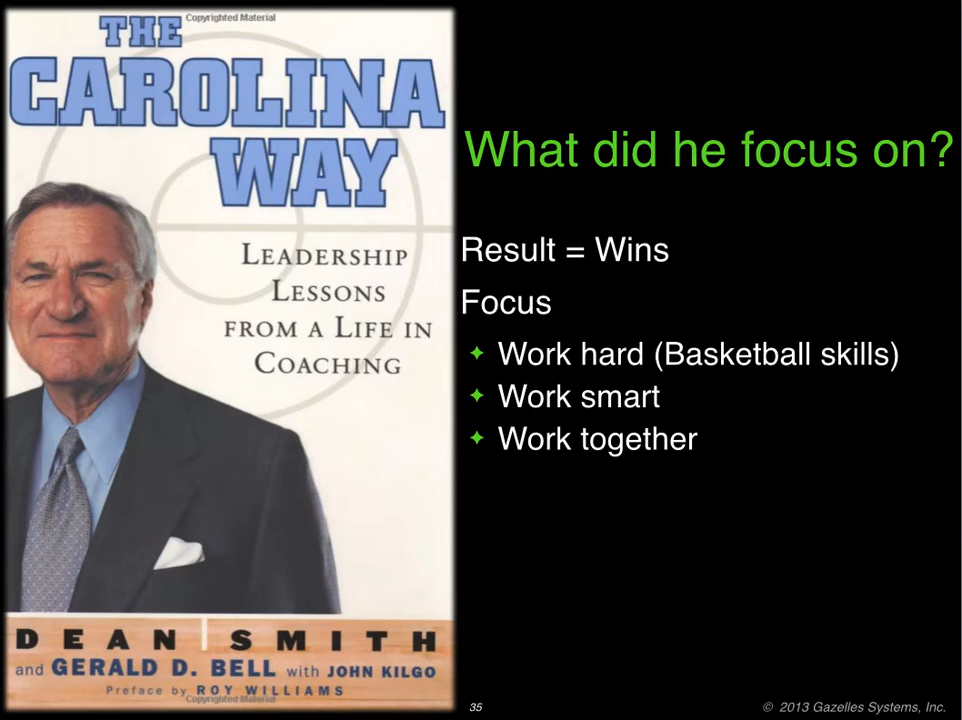 Copyrighted Material
THE
CAROLINA
WAY
LEADERSHIP
LESSONS
FROM A LIFE IN
COACHING
DEAN SMITH
and GERALD D. BELL with JOHN KILGO
Preface by ROY WILLIAMS
Copyrighted Material
What did he focus on?
Result = Wins
Focus
✦ Work hard (Basketball skills)
✦ Work smart
✦ Work together
35
© 2013 Gazelles Systems, Inc.